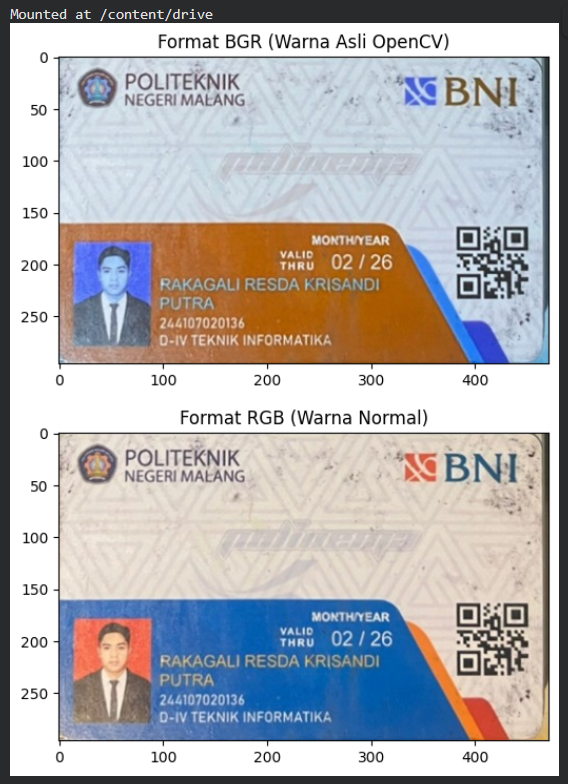 Mounted at /content/drive
Format BGR (Warna Asli OpenCV)
0
50
100
150
200
250
0
100
200
300
400
POLITEKNIK
NEGERI MALANG
BNI
polinema
MONTH/YEAR
VALID
THRU 02 / 26
RAKAGALI RESDA KRISANDI
PUTRA
244107020136
D-IV TEKNIK INFORMATIKA
Format RGB (Warna Normal)
0
50
100
150
200
250
0
100
200
300
400
POLITEKNIK
NEGERI MALANG
BNI
polinema
MONTH/YEAR
VALID
THRU 02 / 26
RAKAGALI RESDA KRISANDI
PUTRA
244107020136
D-IV TEKNIK INFORMATIKA